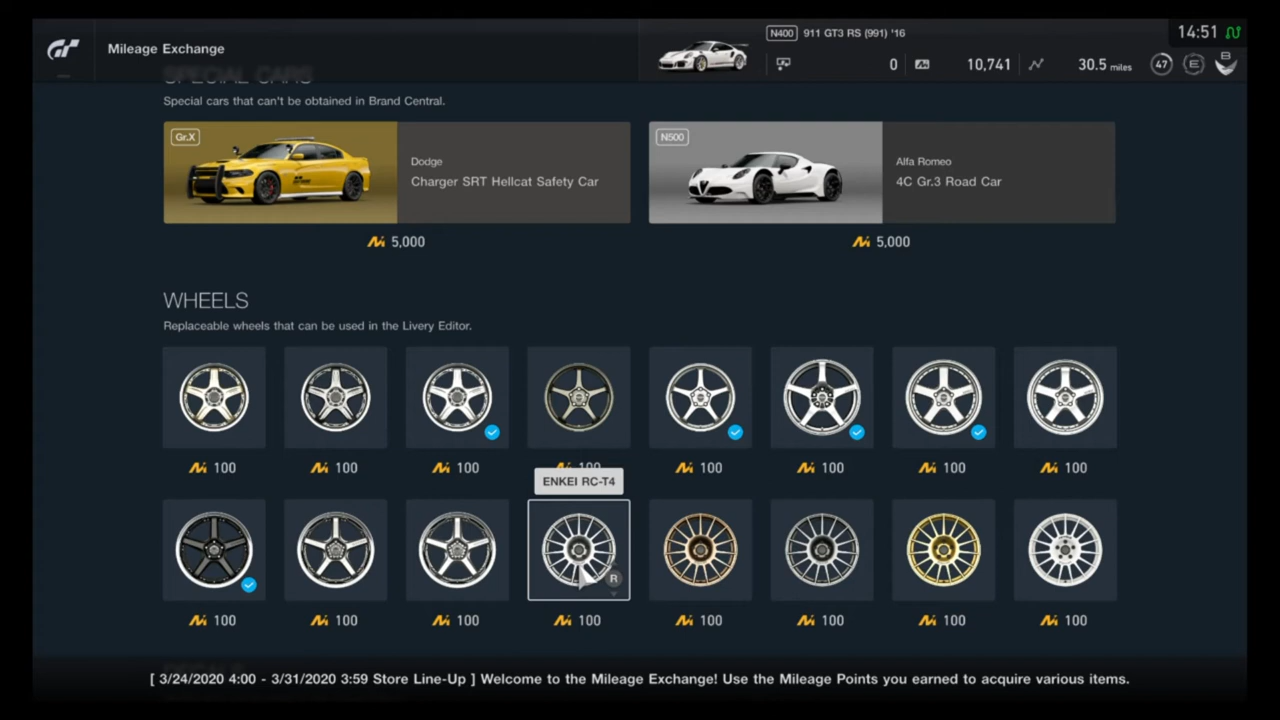 N400 911 GT3 RS (991) '16
14:51
Mileage Exchange
0
10,741
30.5 miles
47
E
B
SPECIAL CARS
Special cars that can't be obtained in Brand Central.
Gr.X
Dodge
Charger SRT Hellcat Safety Car
N500
Alfa Romeo
4C Gr.3 Road Car
5,000
5,000
WHEELS
Replaceable wheels that can be used in the Livery Editor.
100 100 100 100 100 100 100 100
ENKEI RC-T4
R
100 100 100 100 100 100 100 100
[ 3/24/2020 4:00 - 3/31/2020 3:59 Store Line-Up ] Welcome to the Mileage Exchange! Use the Mileage Points you earned to acquire various items.